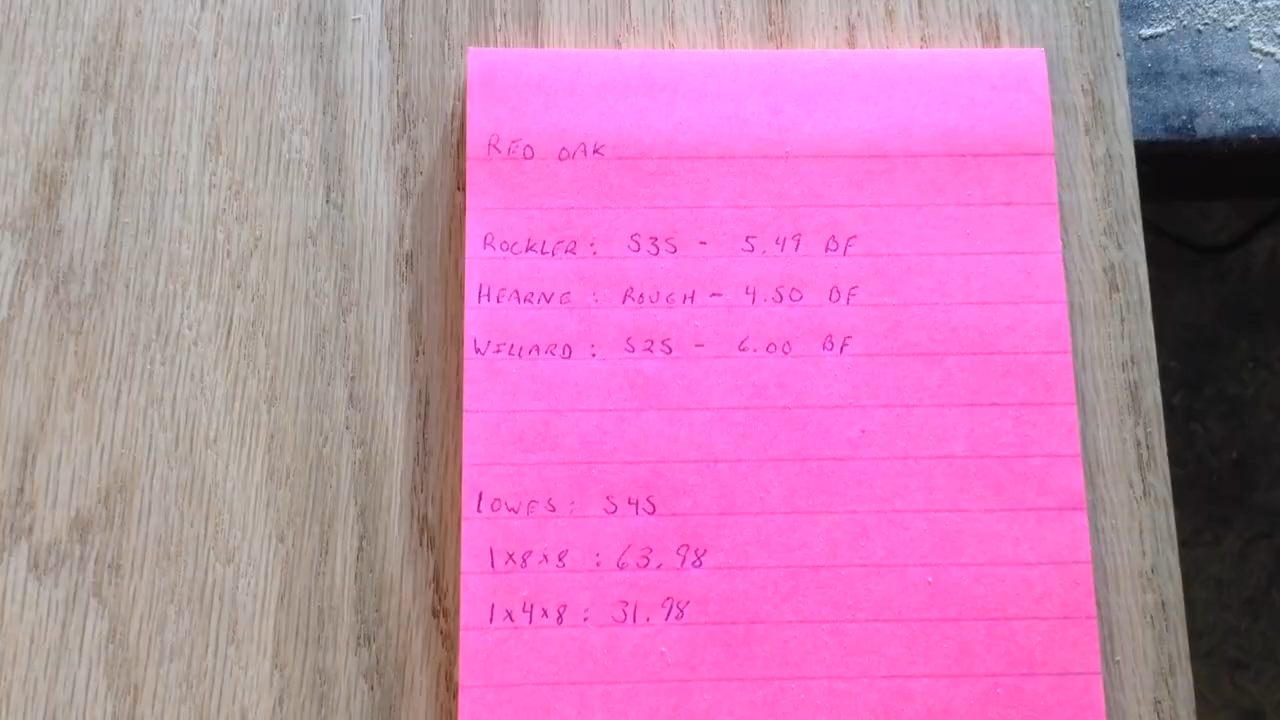 RED OAK
ROCKLER: S3S - 5.49 BF
HEARNE: ROUGH - 4.50 BF
WILLARD: S2S - 6.00 BF
LOWES: S4S
1x8x8: 63.98
1x4x8: 31.98